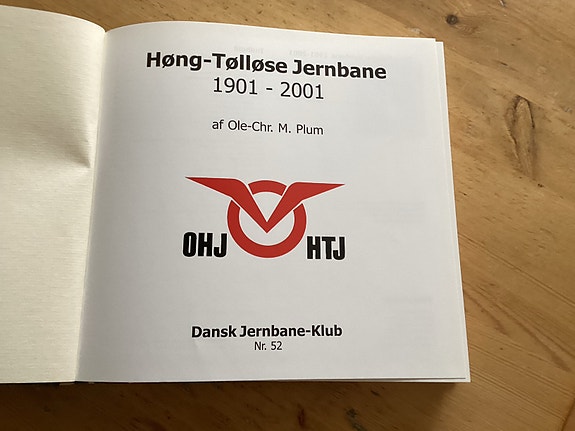 Høng-Tølløse Jernbane
1901 - 2001
af Ole-Chr. M. Plum
OHJ HTJ
Dansk Jernbane-Klub
Nr. 52